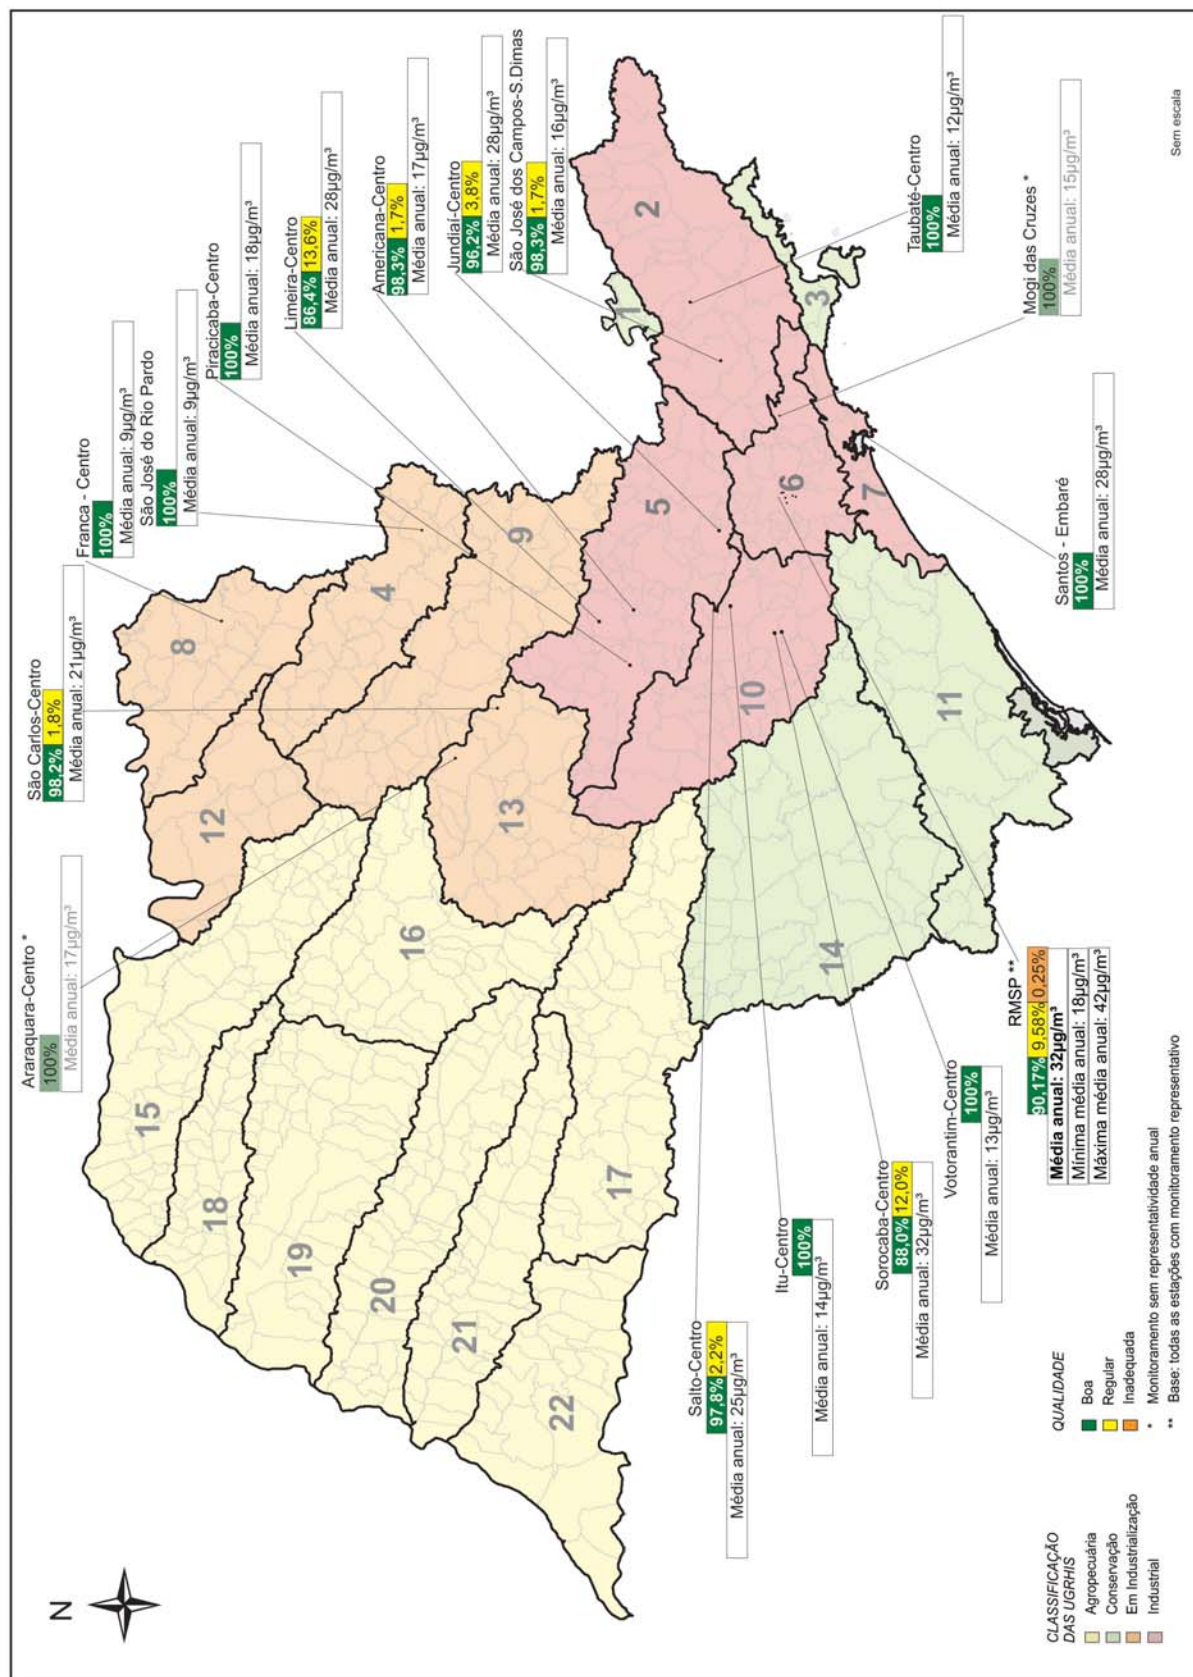 N
Araraquara-Centro *
100%
Média anual: 17µg/m³
São Carlos-Centro
98,2% 1,8%
Média anual: 21µg/m³
Franca - Centro
100%
Média anual: 9µg/m³
São José do Rio Pardo
100%
Média anual: 9µg/m³
Piracicaba-Centro
100%
Média anual: 18µg/m³
Limeira-Centro
86,4% 13,6%
Média anual: 28µg/m³
Americana-Centro
98,3% 1,7%
Média anual: 17µg/m³
Jundiaí-Centro
96,2% 3,8%
Média anual: 28µg/m³
São José dos Campos-S.Dimas
98,3% 1,7%
Média anual: 16µg/m³
Taubaté-Centro
100%
Média anual: 12µg/m³
Mogi das Cruzes *
100%
Média anual: 15µg/m³
Santos - Embaré
100%
Média anual: 28µg/m³
RMSP **
90,17% 9,58% 0,25%
Média anual: 32µg/m³
Mínima média anual: 18µg/m³
Máxima média anual: 42µg/m³
Votorantim-Centro
100%
Média anual: 13µg/m³
Sorocaba-Centro
88,0% 12,0%
Média anual: 32µg/m³
Itu-Centro
100%
Média anual: 14µg/m³
Salto-Centro
97,8% 2,2%
Média anual: 25µg/m³
15
18
19
20
21
22
17
16
12
8
4
9
13
5
10
14
11
6
7
1
2
3
CLASSIFICAÇÃO
DAS UGRHIS
Agropecuária
Conservação
Em Industrialização
Industrial
QUALIDADE
Boa
Regular
Inadequada
* Monitoramento sem representatividade anual
** Base: todas as estações com monitoramento representativo
Sem escala